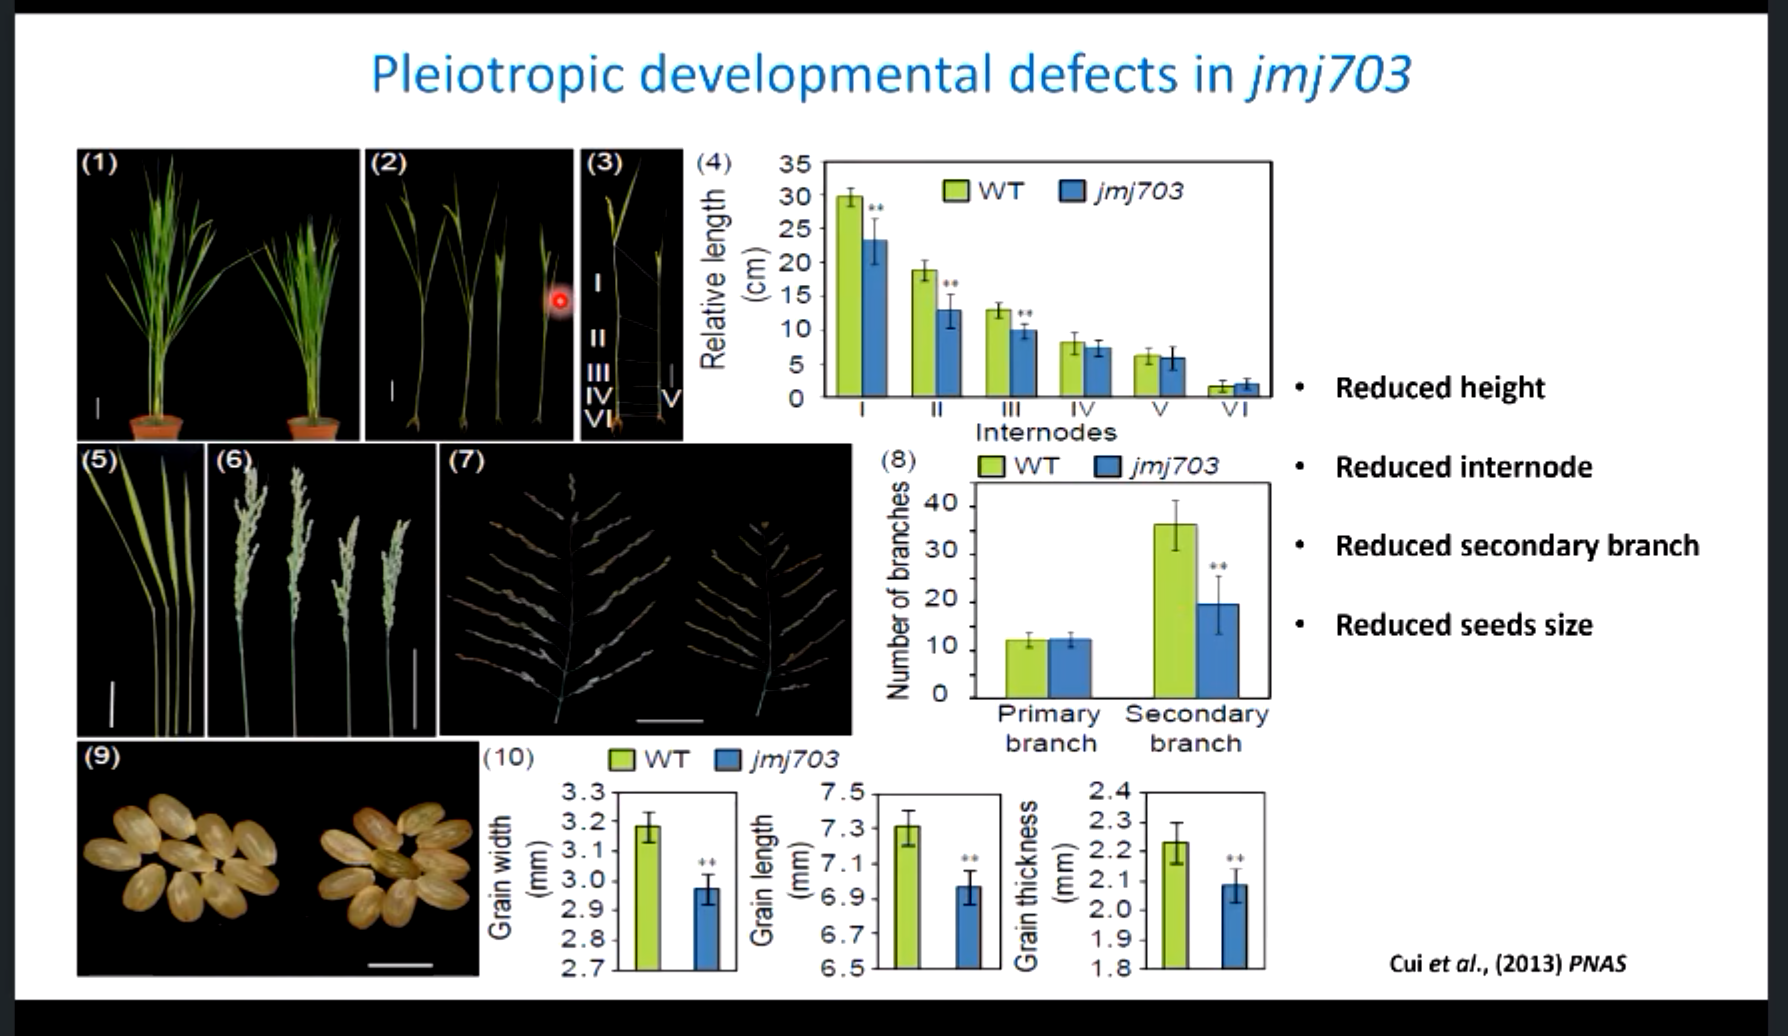 Pleiotropic developmental defects in jmj703
(1)
(2)
(3)
I
II
III
IV
V
VI
(4)
Relative length
(cm)
35
30
25
20
15
10
5
0
WT
jmj703
**
**
**
I II III IV V VI
Internodes
(5)
(6)
(7)
(8)
WT
jmj703
Number of branches
40
30
20
10
0
**
Primary branch
Secondary branch
(9)
(10)
WT
jmj703
Grain width
(mm)
3.3
3.2
3.1
3.0
2.9
2.8
2.7
**
Grain length
(mm)
7.5
7.3
7.1
6.9
6.7
6.5
**
Grain thickness
(mm)
2.4
2.3
2.2
2.1
2.0
1.9
1.8
**
• Reduced height
• Reduced internode
• Reduced secondary branch
• Reduced seeds size
Cui et al., (2013) PNAS